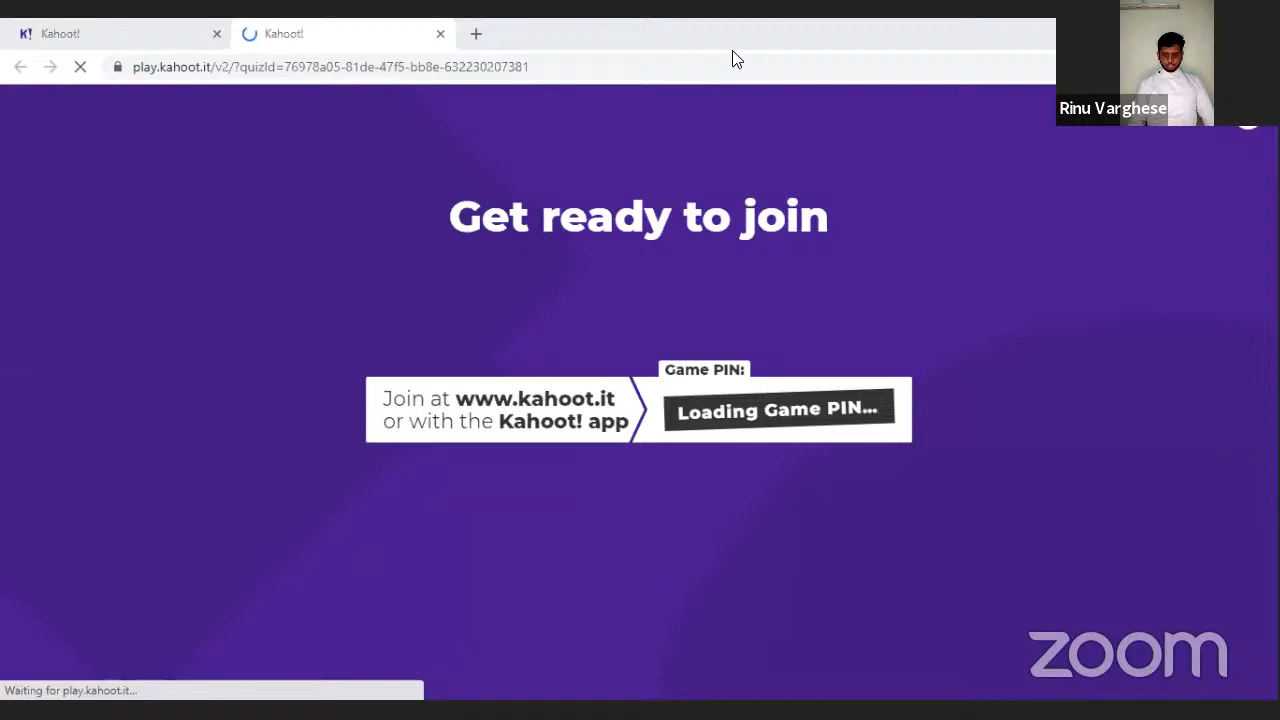 K! Kahoot!
Kahoot!
play.kahoot.it/v2/?quizId=76978a05-81de-47f5-bb8e-632230207381
Rinu Varghese
Get ready to join
Game PIN:
Join at www.kahoot.it
or with the Kahoot! app
Loading Game PIN...
zoom
Waiting for play.kahoot.it...